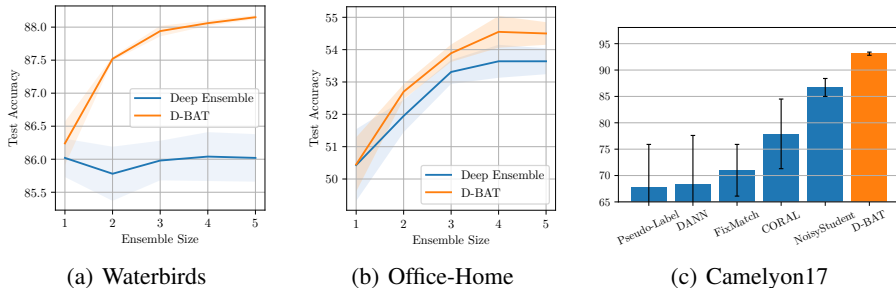 88.0
87.5
87.0
86.5
86.0
85.5
Test Accuracy
Deep Ensemble
D-BAT
1 2 3 4 5
Ensemble Size
(a) Waterbirds
55
54
53
52
51
50
Test Accuracy
Deep Ensemble
D-BAT
1 2 3 4 5
Ensemble Size
(b) Office-Home
95
90
85
80
75
70
65
Pseudo-Label
DANN
FixMatch
CORAL
NoisyStudent
D-BAT
(c) Camelyon17